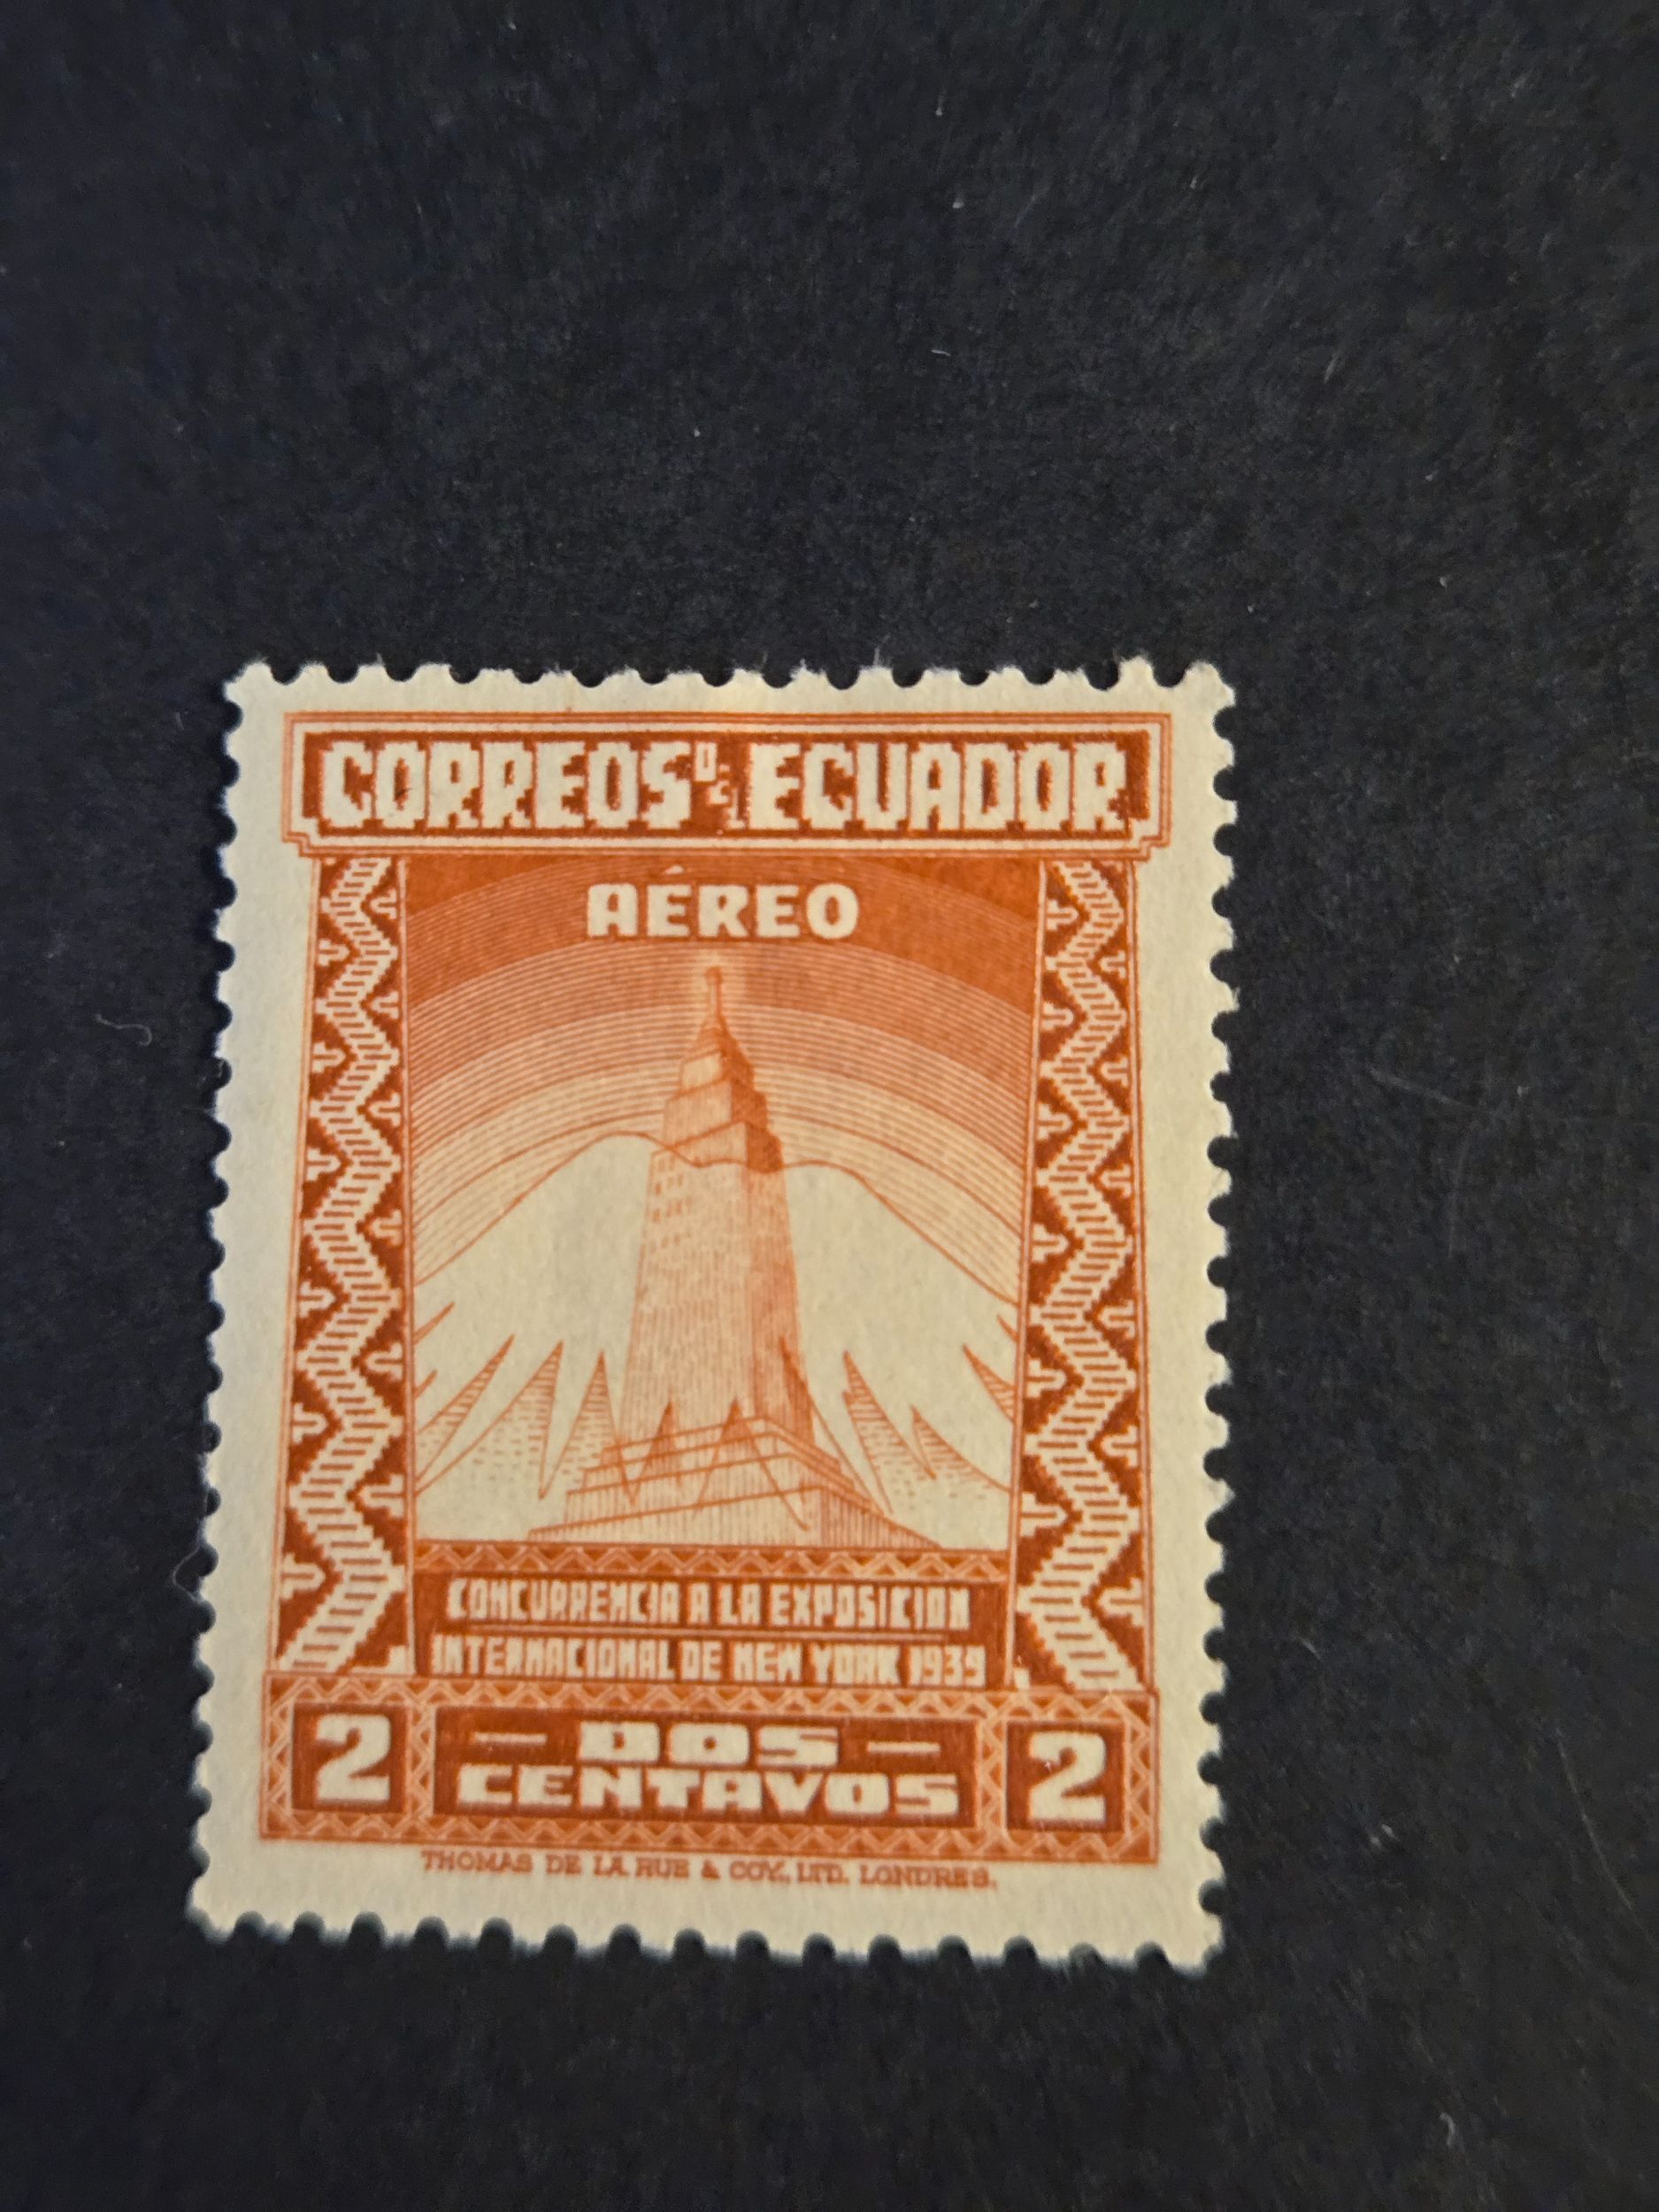 CORREOS DEL ECUADOR
AÉREO
CONCURRENCIA A LA EXPOSICION
INTERNACIONAL DE NEW YORK 1939
2 — DOS — 2
CENTAVOS
THOMAS DE LA RUE & COY., LTD. LONDRES.